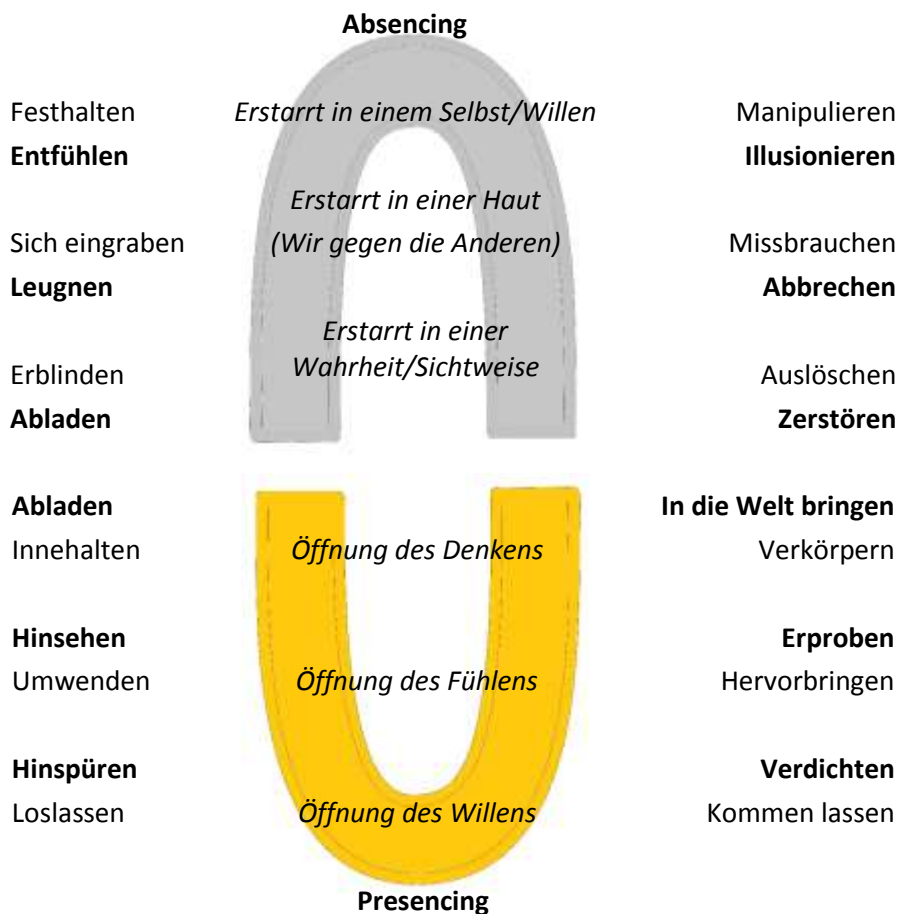 Absencing
Festhalten Erstarrt in einem Selbst/Willen Manipulieren
Entfühlen Illusionieren
Erstarrt in einer Haut
Sich eingraben (Wir gegen die Anderen) Missbrauchen
Leugnen Abbrechen
Erstarrt in einer
Wahrheit/Sichtweise
Erblinden Auslöschen
Abladen Zerstören
Abladen In die Welt bringen
Innehalten Öffnung des Denkens Verkörpern
Hinsehen Erproben
Umwenden Öffnung des Fühlens Hervorbringen
Hinspüren Verdichten
Loslassen Öffnung des Willens Kommen lassen
Presencing